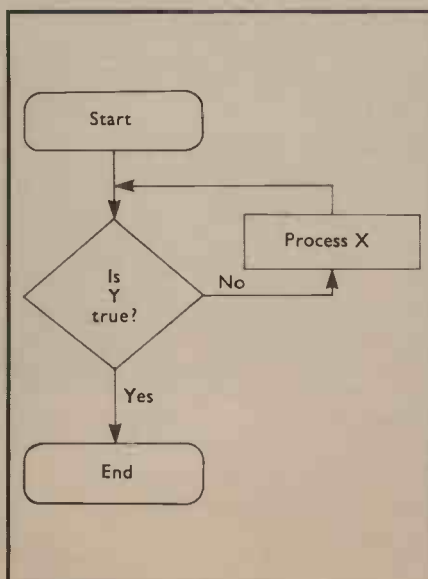 Start
Process X
Is
Y
true?
No
Yes
End